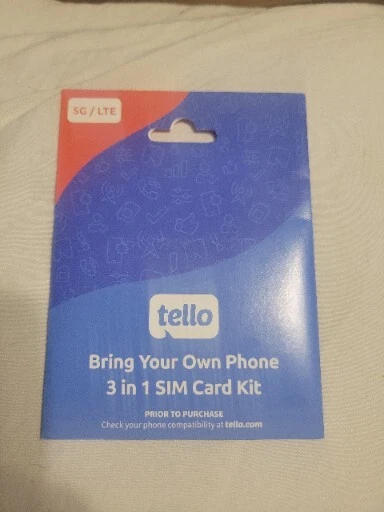 5G / LTE
tello
Bring Your Own Phone
3 in 1 SIM Card Kit
PRIOR TO PURCHASE
Check your phone compatibility at tello.com